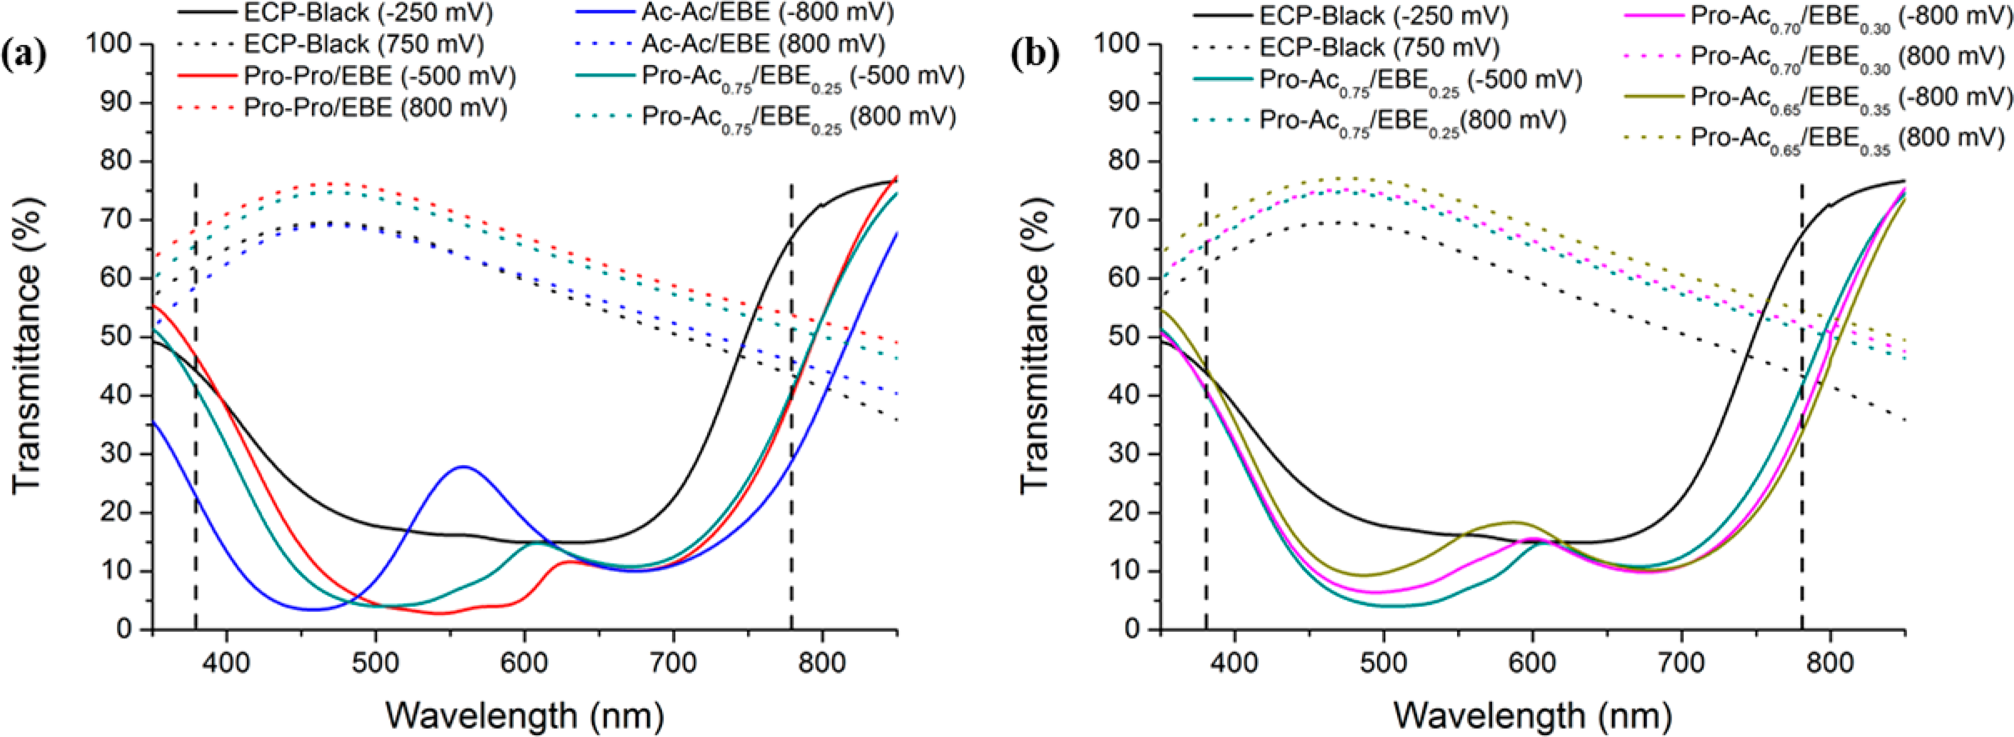 (a)
ECP-Black (-250 mV)
ECP-Black (750 mV)
Pro-Pro/EBE (-500 mV)
Pro-Pro/EBE (800 mV)
Ac-Ac/EBE (-800 mV)
Ac-Ac/EBE (800 mV)
Pro-Ac0.75/EBE0.25 (-500 mV)
Pro-Ac0.75/EBE0.25 (800 mV)
Transmittance (%)
100
90
80
70
60
50
40
30
20
10
0
400 500 600 700 800
Wavelength (nm)
(b)
ECP-Black (-250 mV)
ECP-Black (750 mV)
Pro-Ac0.75/EBE0.25 (-500 mV)
Pro-Ac0.75/EBE0.25(800 mV)
Pro-Ac0.70/EBE0.30 (-800 mV)
Pro-Ac0.70/EBE0.30 (800 mV)
Pro-Ac0.65/EBE0.35 (-800 mV)
Pro-Ac0.65/EBE0.35 (800 mV)
Transmittance (%)
100
90
80
70
60
50
40
30
20
10
0
400 500 600 700 800
Wavelength (nm)